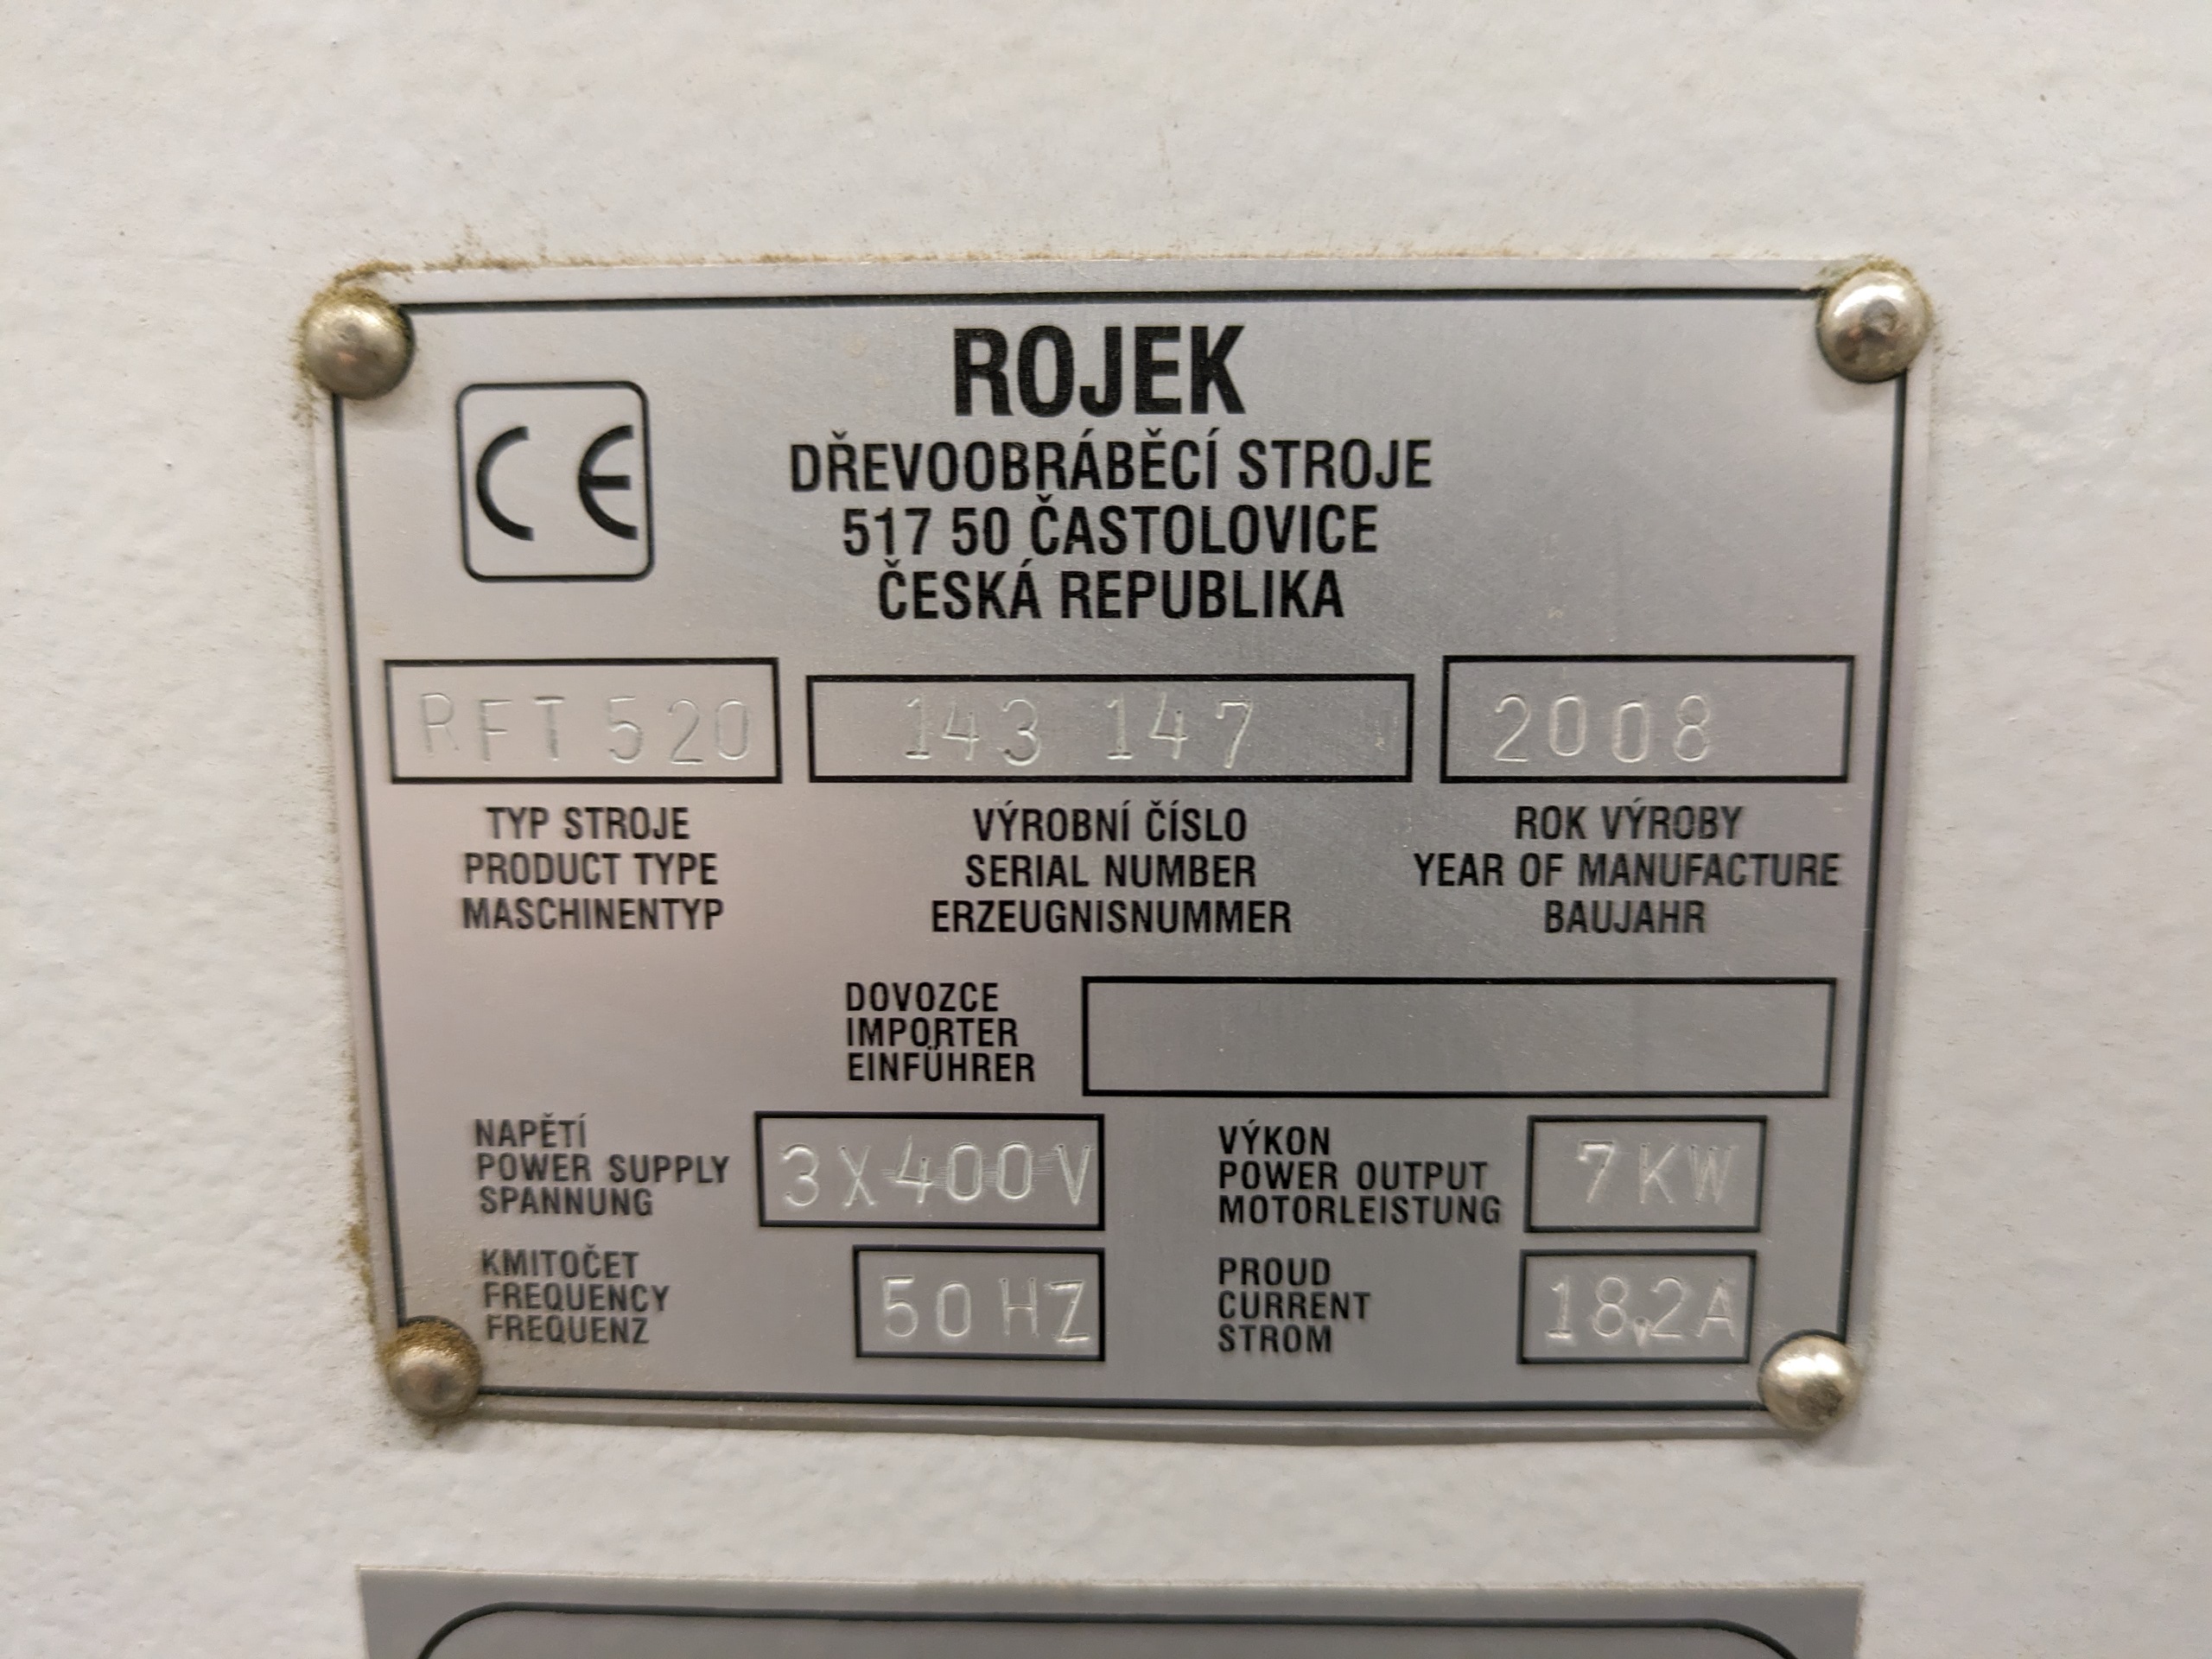 CE
ROJEK
DŘEVOOBRÁBĚCÍ STROJE
517 50 ČASTOLOVICE
ČESKÁ REPUBLIKA
RFT 520
143 147
2008
TYP STROJE
PRODUCT TYPE
MASCHINENTYP
VÝROBNÍ ČÍSLO
SERIAL NUMBER
ERZEUGNISNUMMER
ROK VÝROBY
YEAR OF MANUFACTURE
BAUJAHR
DOVOZCE
IMPORTER
EINFÜHRER
NAPĚTÍ
POWER SUPPLY
SPANNUNG
3X400V
VÝKON
POWER OUTPUT
MOTORLEISTUNG
7KW
KMITOČET
FREQUENCY
FREQUENZ
50HZ
PROUD
CURRENT
STROM
18,2A